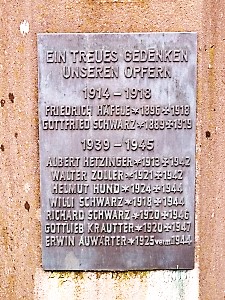 EIN TREUES GEDENKEN
UNSEREN OPFERN
1914 – 1918
FRIEDRICH HÄFELE ✶ 1896 ✶ 1918
GOTTFRIED SCHWARZ ✶ 1889 ✶ 1919
1939 – 1945
ALBERT HETZINGER ✶ 1913 ✶ 1942
WALTER ZOLLER ✶ 1921 ✶ 1942
HELMUT HUND ✶ 1924 ✶ 1944
WILLI SCHWARZ ✶ 1918 ✶ 1944
RICHARD SCHWARZ ✶ 1920 ✶ 1946
GOTTLIEB KRAUTTER ✶ 1920 ✶ 1947
ERWIN AUWÄRTER ✶ 1925 verm. 1944